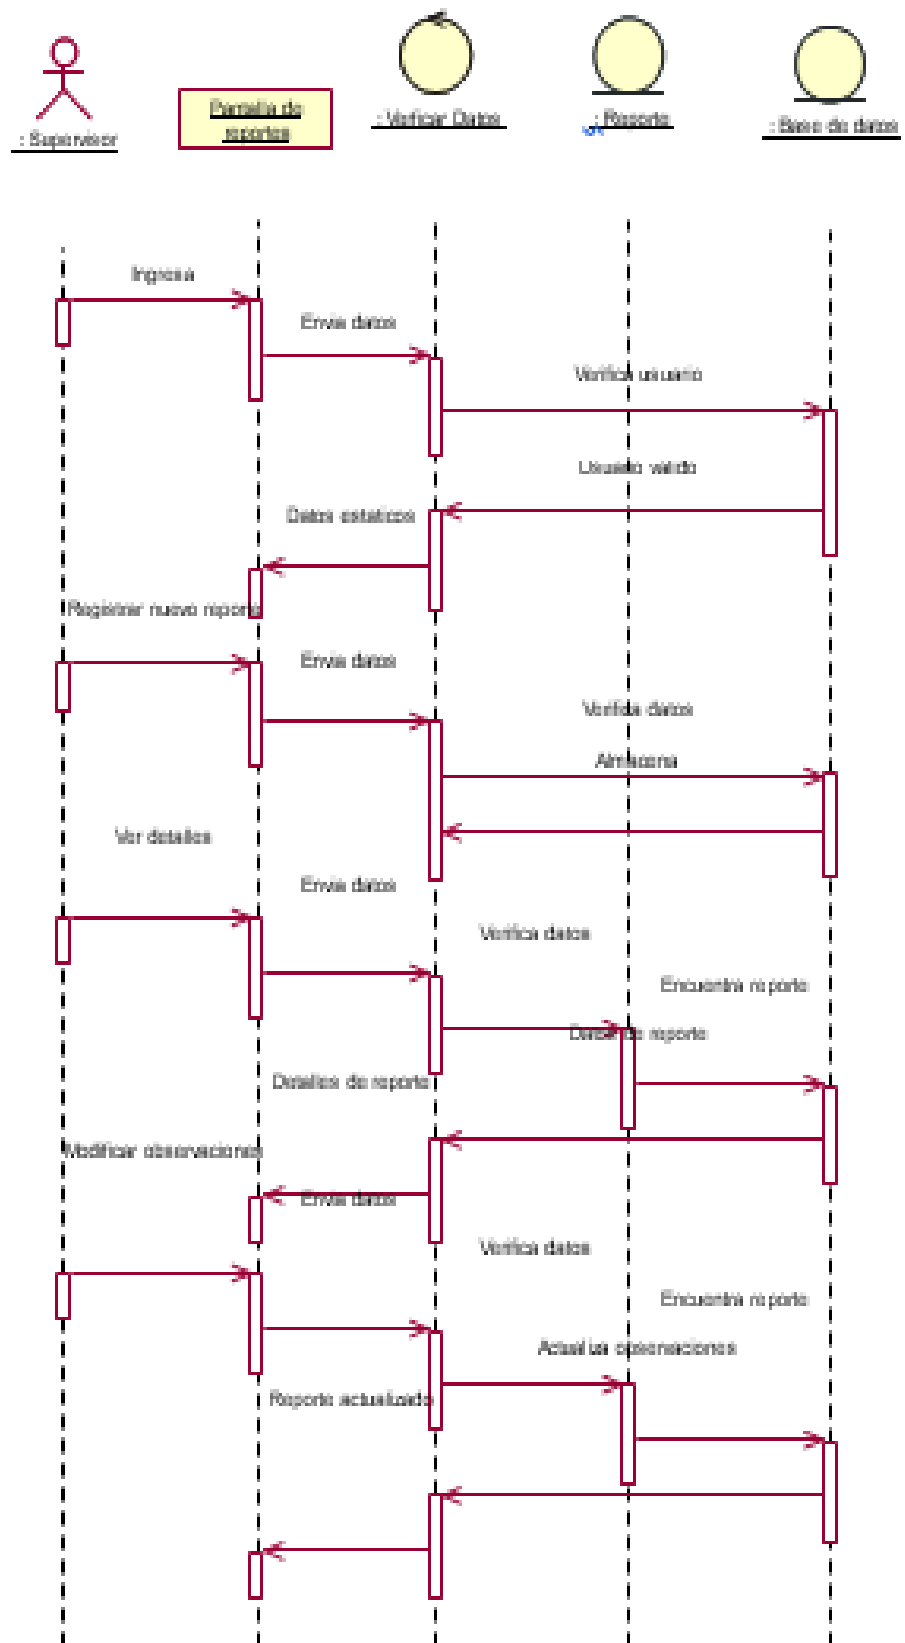 Pantalla de
reportes
: Supervisor
: Verificar Datos
: Reporte
: Base de datos
Ingresa
Envia datos
Verifica usuario
Usuario valido
Datos estaticos
Registrar nuevo reporte
Envia datos
Verifica datos
Almacena
Ver detalles
Envia datos
Verifica datos
Encuentra reporte
Datos de reporte
Detalles de reporte
Modificar observaciones
Envia datos
Verifica datos
Encuentra reporte
Actualiza observaciones
Reporte actualizado